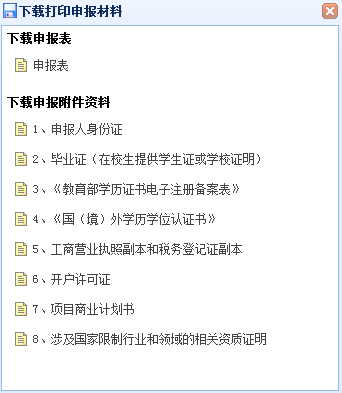 下载打印申报材料
下载申报表
申报表
下载申报附件资料
1、申报人身份证
2、毕业证（在校生提供学生证或学校证明）
3、《教育部学历证书电子注册备案表》
4、《国（境）外学历学位认证书》
5、工商营业执照副本和税务登记证副本
6、开户许可证
7、项目商业计划书
8、涉及国家限制行业和领域的相关资质证明